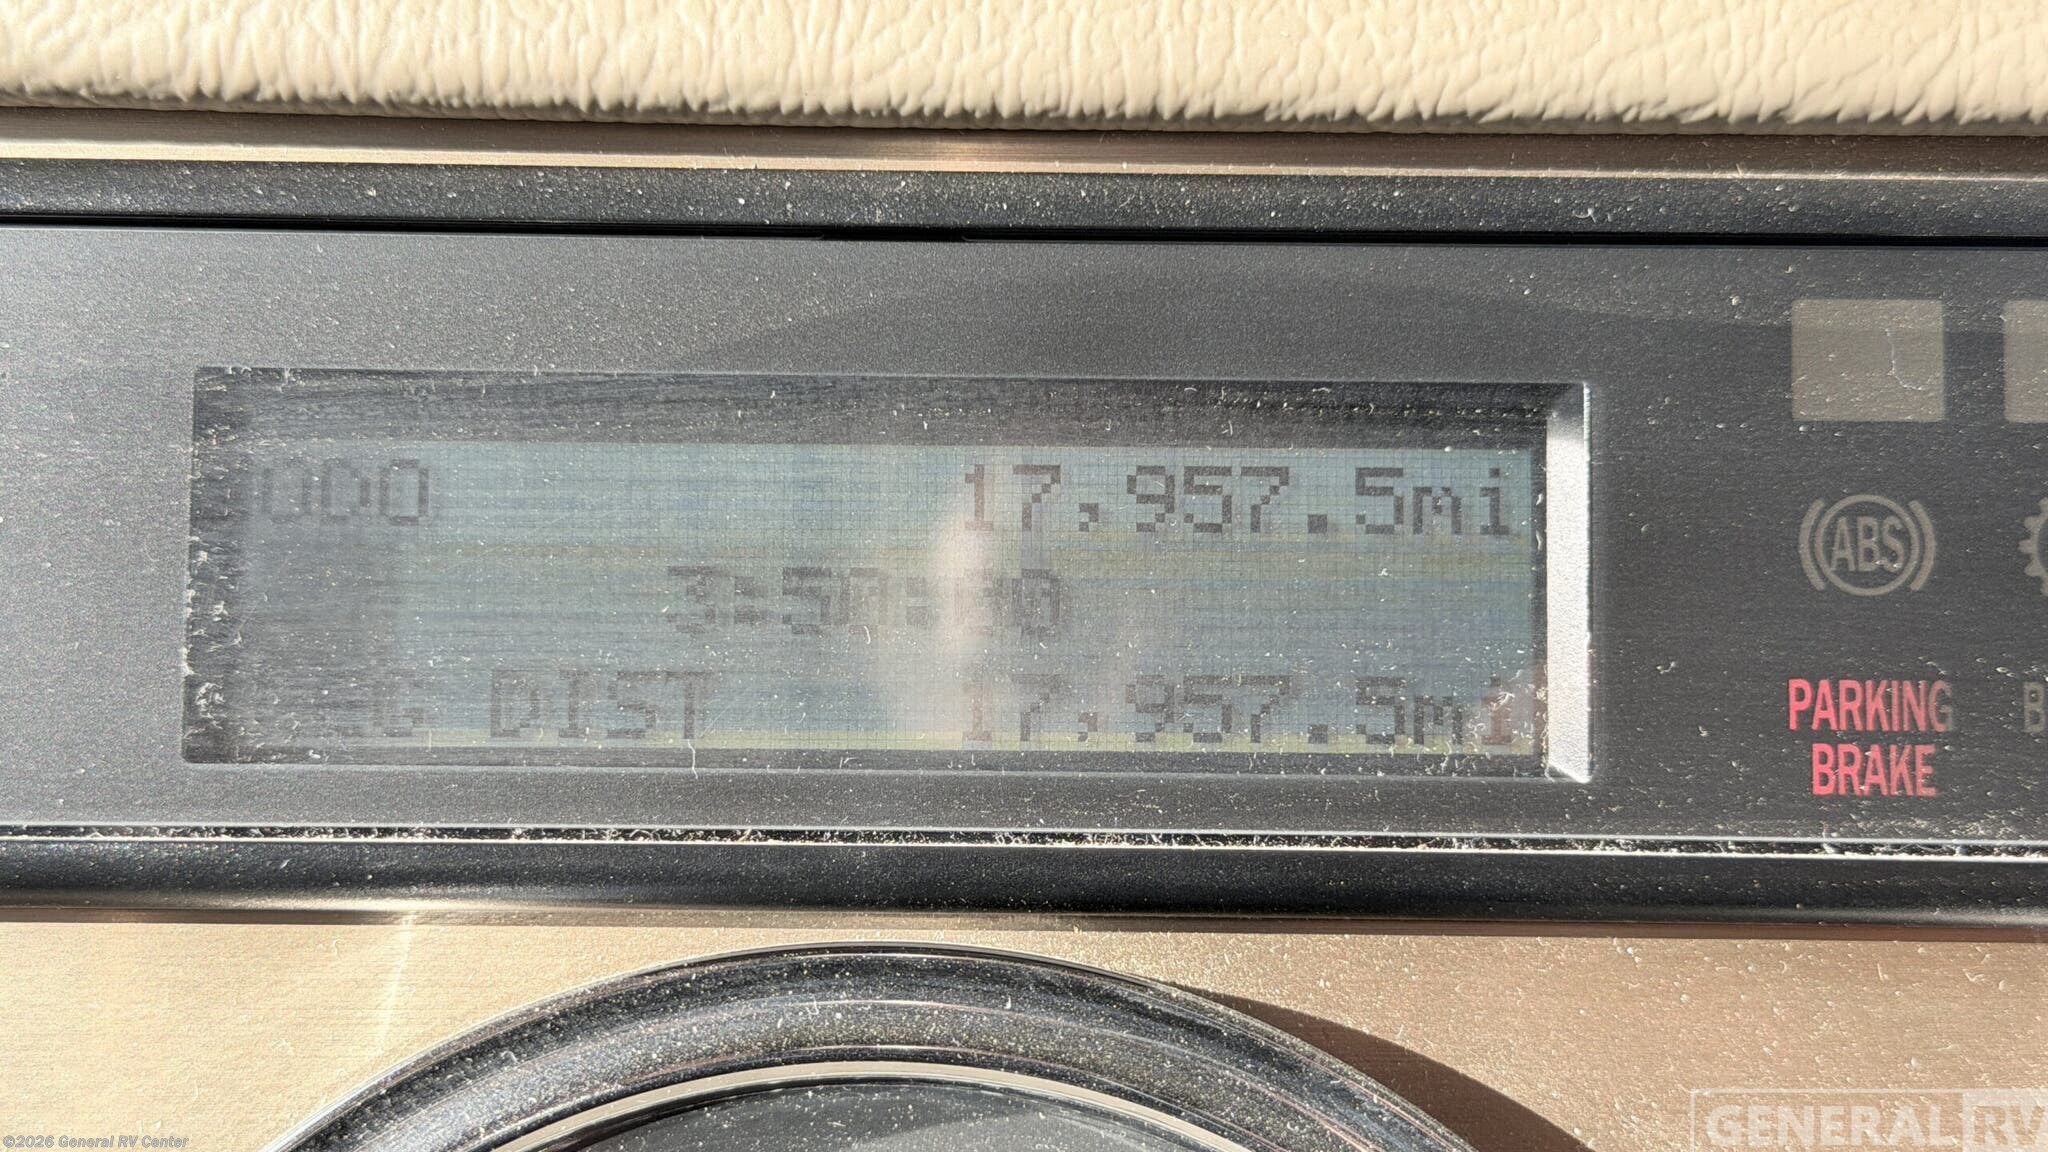 ODO 17,957.5mi
DIST 17,957.5mi
ABS
PARKING
BRAKE
©2026 General RV Center
GENERAL RV